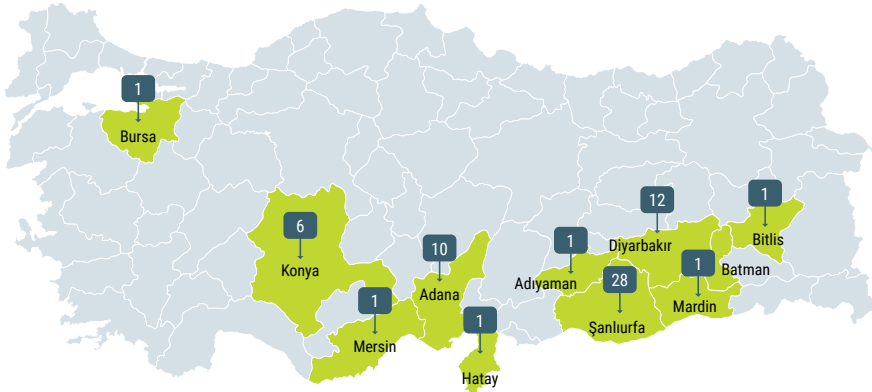 1
Bursa
6
Konya
1
Mersin
10
Adana
1
Hatay
1
Adıyaman
28
Şanlıurfa
12
Diyarbakır
1
Mardin
Batman
1
Bitlis